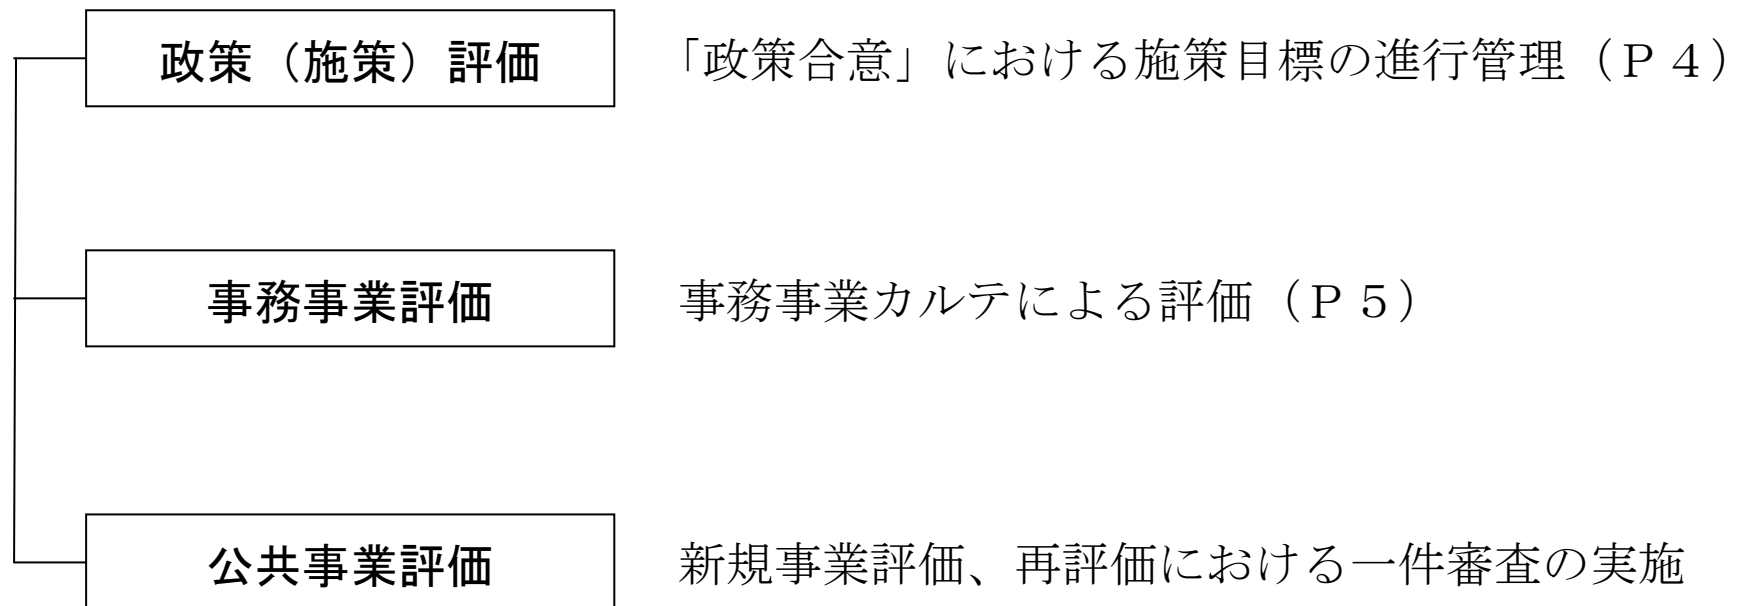 政策（施策）評価　「政策合意」における施策目標の進行管理（Ｐ４）
事務事業評価　事務事業カルテによる評価（Ｐ５）
公共事業評価　新規事業評価、再評価における一件審査の実施